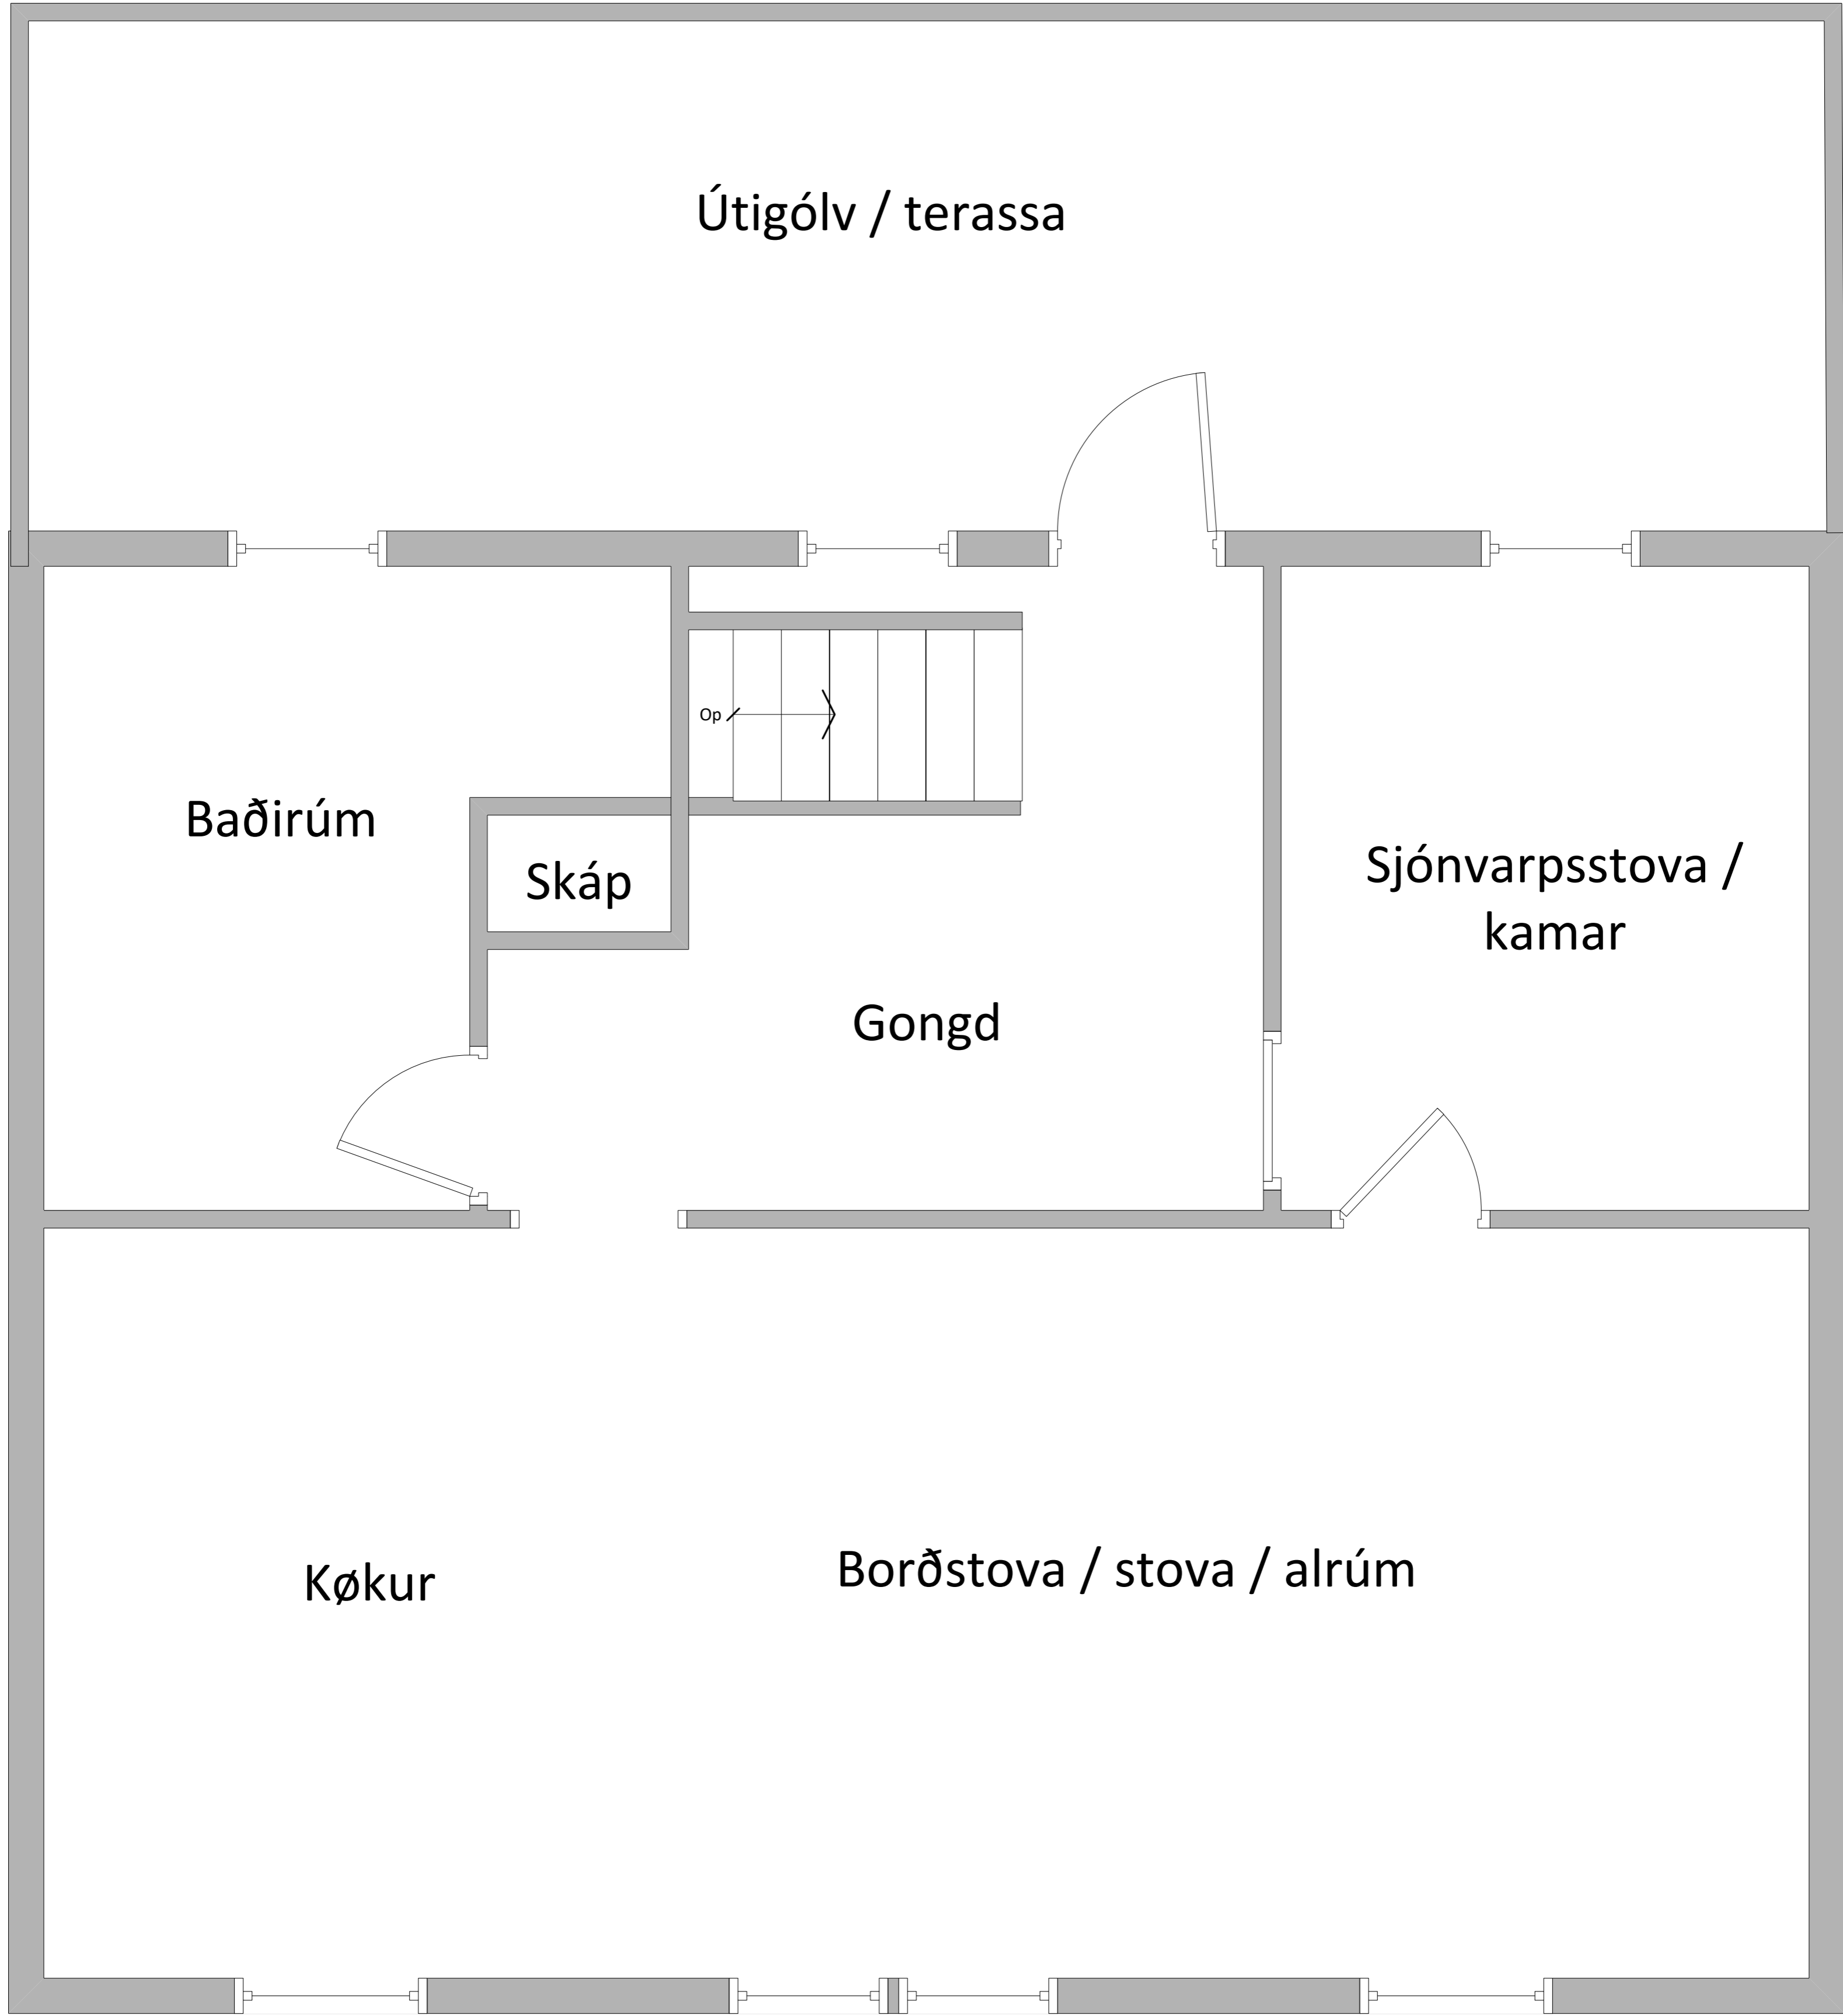 Útigólv / terassa
Op
Baðirúm
Skáp
Sjónvarpsstova /
kamar
Gongd
Køkur
Borðstova / stova / alrúm